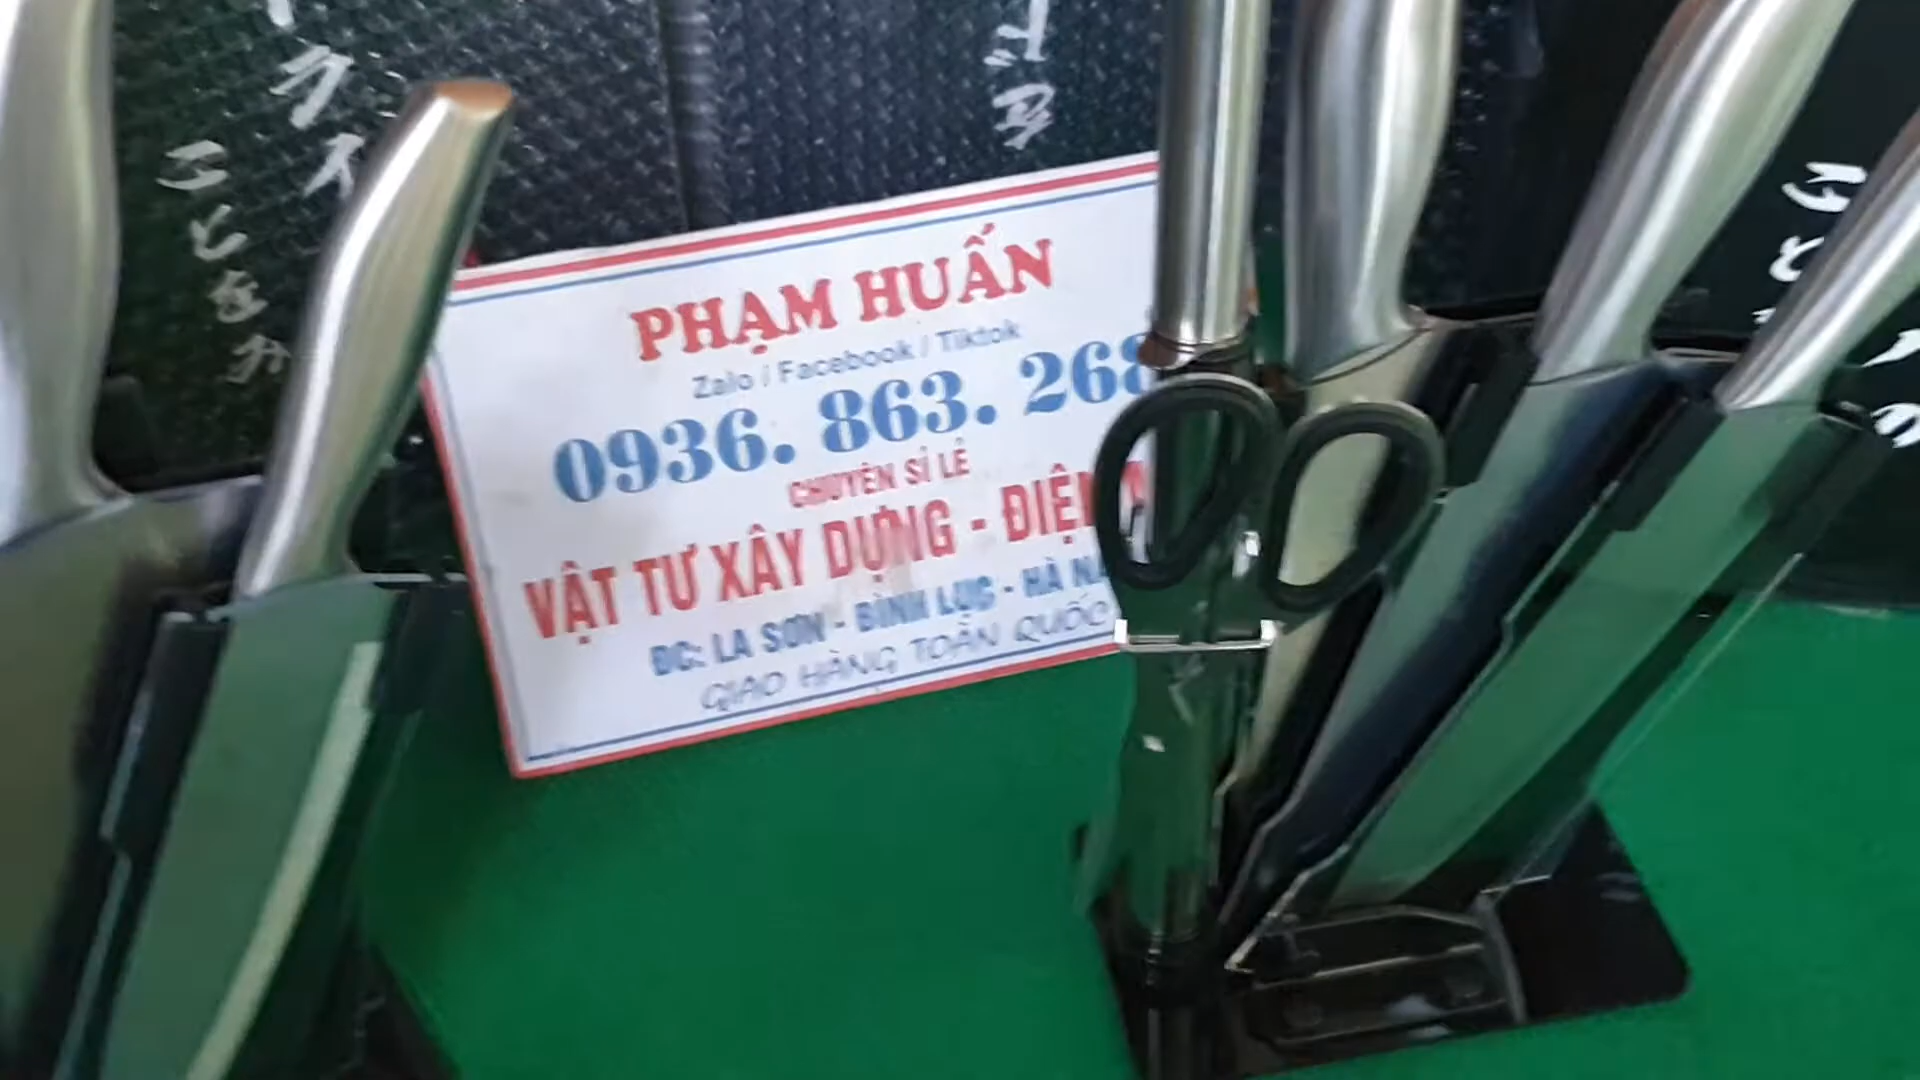 PHẠM HUẤN
Zalo / Facebook / Tiktok
0936. 863. 268
CHUYÊN SỈ LẺ
VẬT TƯ XÂY DỰNG - ĐIỆN
ĐC: LA SƠN - BÌNH LỤC - HÀ NA
GIAO HÀNG TOÀN QUỐC